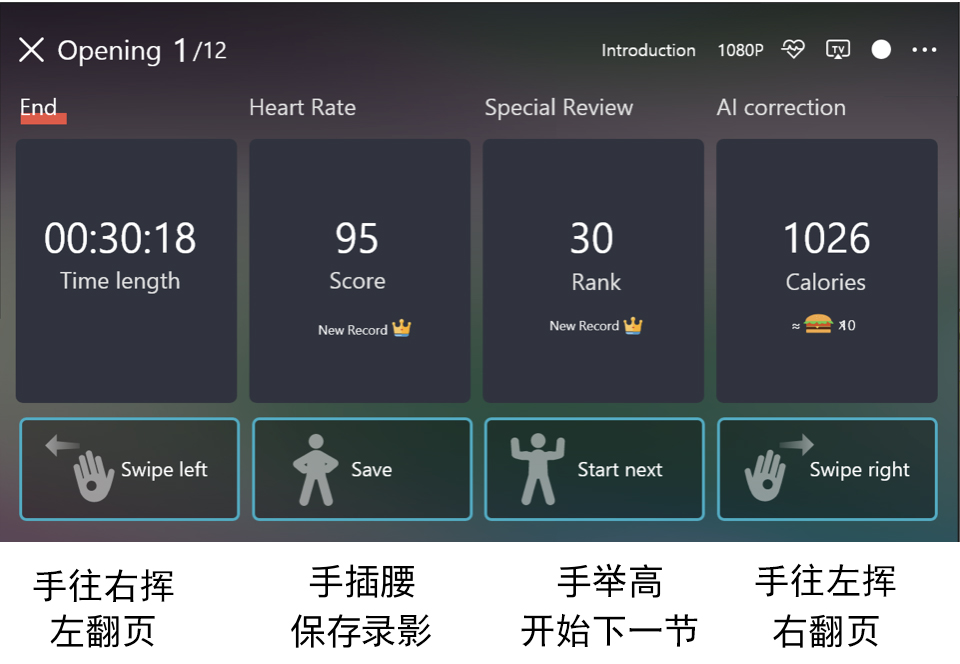 Opening 1/12
Introduction 1080P TV
End Heart Rate Special Review AI correction
00:30:18 95 30 1026
Time length Score Rank Calories
New Record New Record ≈ x10
Swipe left Save Start next Swipe right
手往右挥 手插腰 手举高 手往左挥
左翻页 保存录影 开始下一节 右翻页